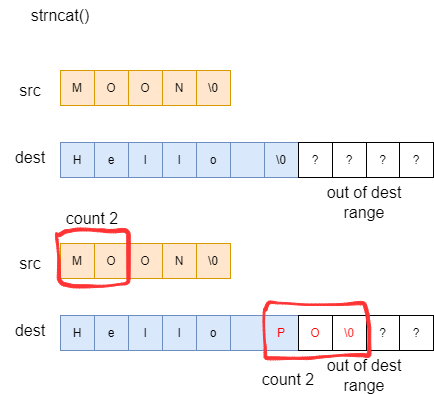 strncat()
src M O O N \0
dest H e l l o \0 ? ? ? ?
out of dest
range
count 2
src M O O N \0
dest H e l l o P O \0 ? ?
count 2
out of dest
range